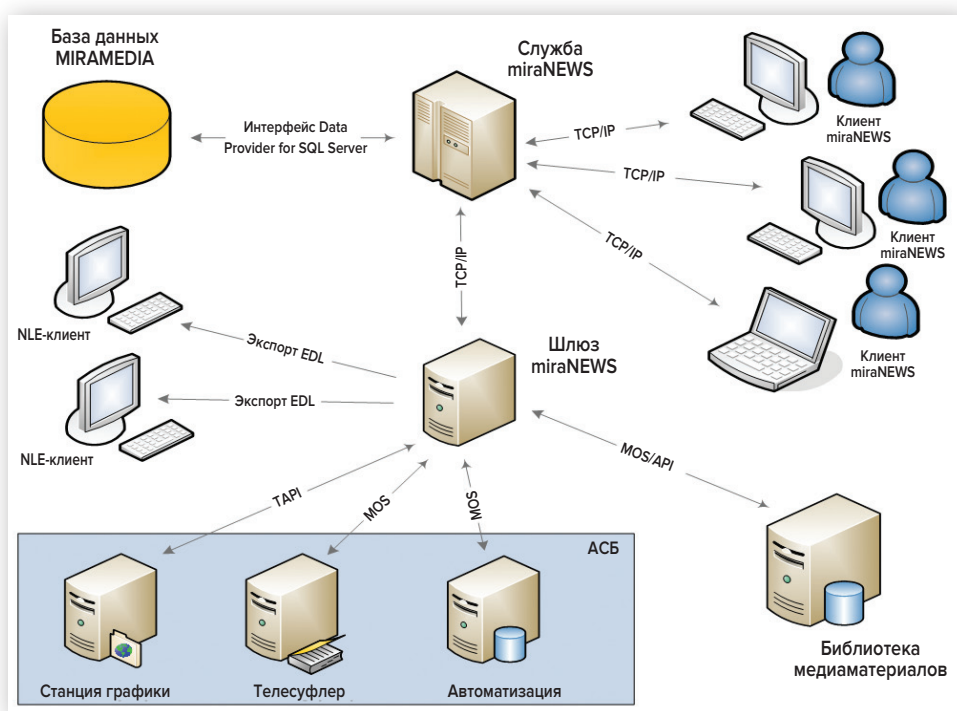 База данных
MIRAMEDIA
Служба
miraNEWS
Интерфейс Data
Provider for SQL Server
TCP/IP
Клиент
miraNEWS
TCP/IP
Клиент
miraNEWS
TCP/IP
TCP/IP
Клиент
miraNEWS
NLE-клиент
Экспорт EDL
Шлюз
miraNEWS
Экспорт EDL
NLE-клиент
MOS/API
TAPI
MOS
MOS
АСБ
Станция графики
Телесуфлер
Автоматизация
Библиотека
медиаматериалов